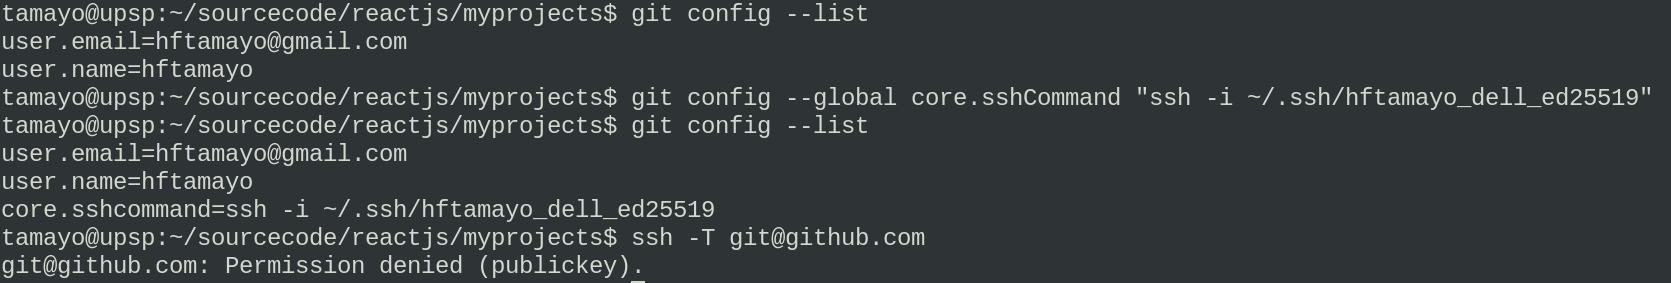 tamayo@upsp:~/sourcecode/reactjs/myprojects$ git config --list
user.email=hftamayo@gmail.com
user.name=hftamayo
tamayo@upsp:~/sourcecode/reactjs/myprojects$ git config --global core.sshCommand "ssh -i ~/.ssh/hftamayo_dell_ed25519"
tamayo@upsp:~/sourcecode/reactjs/myprojects$ git config --list
user.email=hftamayo@gmail.com
user.name=hftamayo
core.sshcommand=ssh -i ~/.ssh/hftamayo_dell_ed25519
tamayo@upsp:~/sourcecode/reactjs/myprojects$ ssh -T git@github.com
git@github.com: Permission denied (publickey).